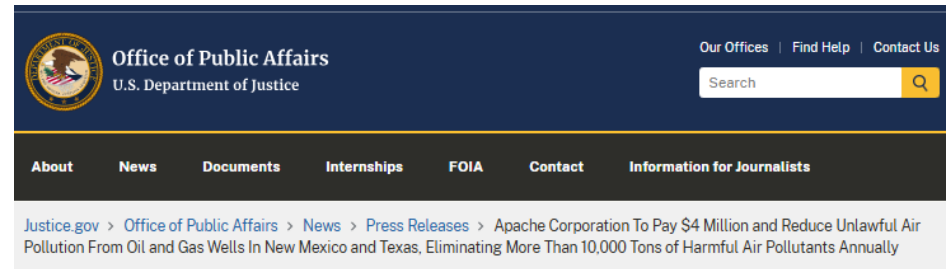 Office of Public Affairs
U.S. Department of Justice
Our Offices | Find Help | Contact Us
Search
About News Documents Internships FOIA Contact Information for Journalists
Justice.gov > Office of Public Affairs > News > Press Releases > Apache Corporation To Pay $4 Million and Reduce Unlawful Air
Pollution From Oil and Gas Wells In New Mexico and Texas, Eliminating More Than 10,000 Tons of Harmful Air Pollutants Annually